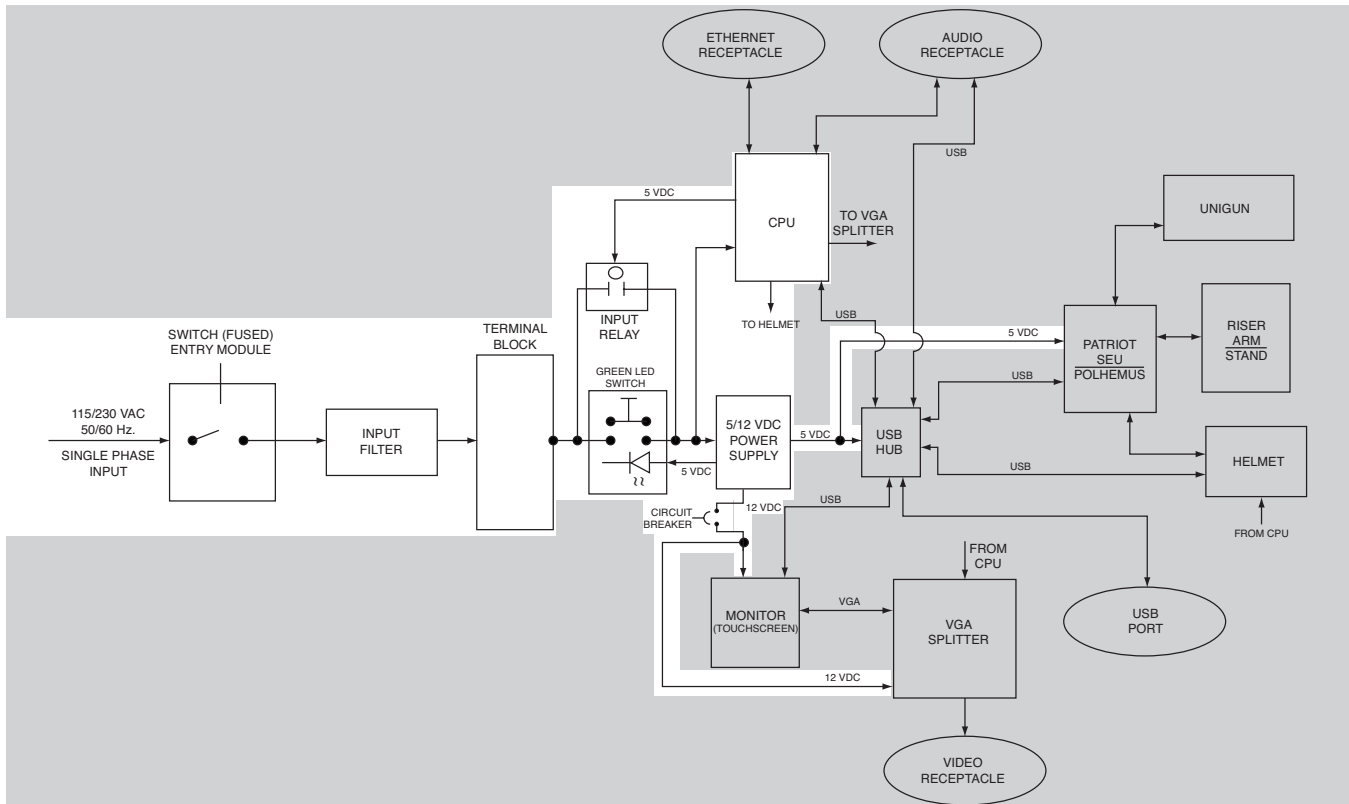 ETHERNET
RECEPTACLE
AUDIO
RECEPTACLE
USB
5 VDC
CPU
TO VGA
SPLITTER
UNIGUN
INPUT
RELAY
TO HELMET
USB
SWITCH (FUSED)
ENTRY MODULE
TERMINAL
BLOCK
5 VDC
PATRIOT
SEU
POLHEMUS
RISER
ARM
STAND
GREEN LED
SWITCH
USB
115/230 VAC
50/60 Hz.
SINGLE PHASE
INPUT
INPUT
FILTER
5/12 VDC
POWER
SUPPLY
5 VDC
5 VDC
USB
HUB
USB
HELMET
FROM CPU
CIRCUIT
BREAKER
12 VDC
USB
FROM
CPU
MONITOR
(TOUCHSCREEN)
VGA
VGA
SPLITTER
USB
PORT
12 VDC
VIDEO
RECEPTACLE